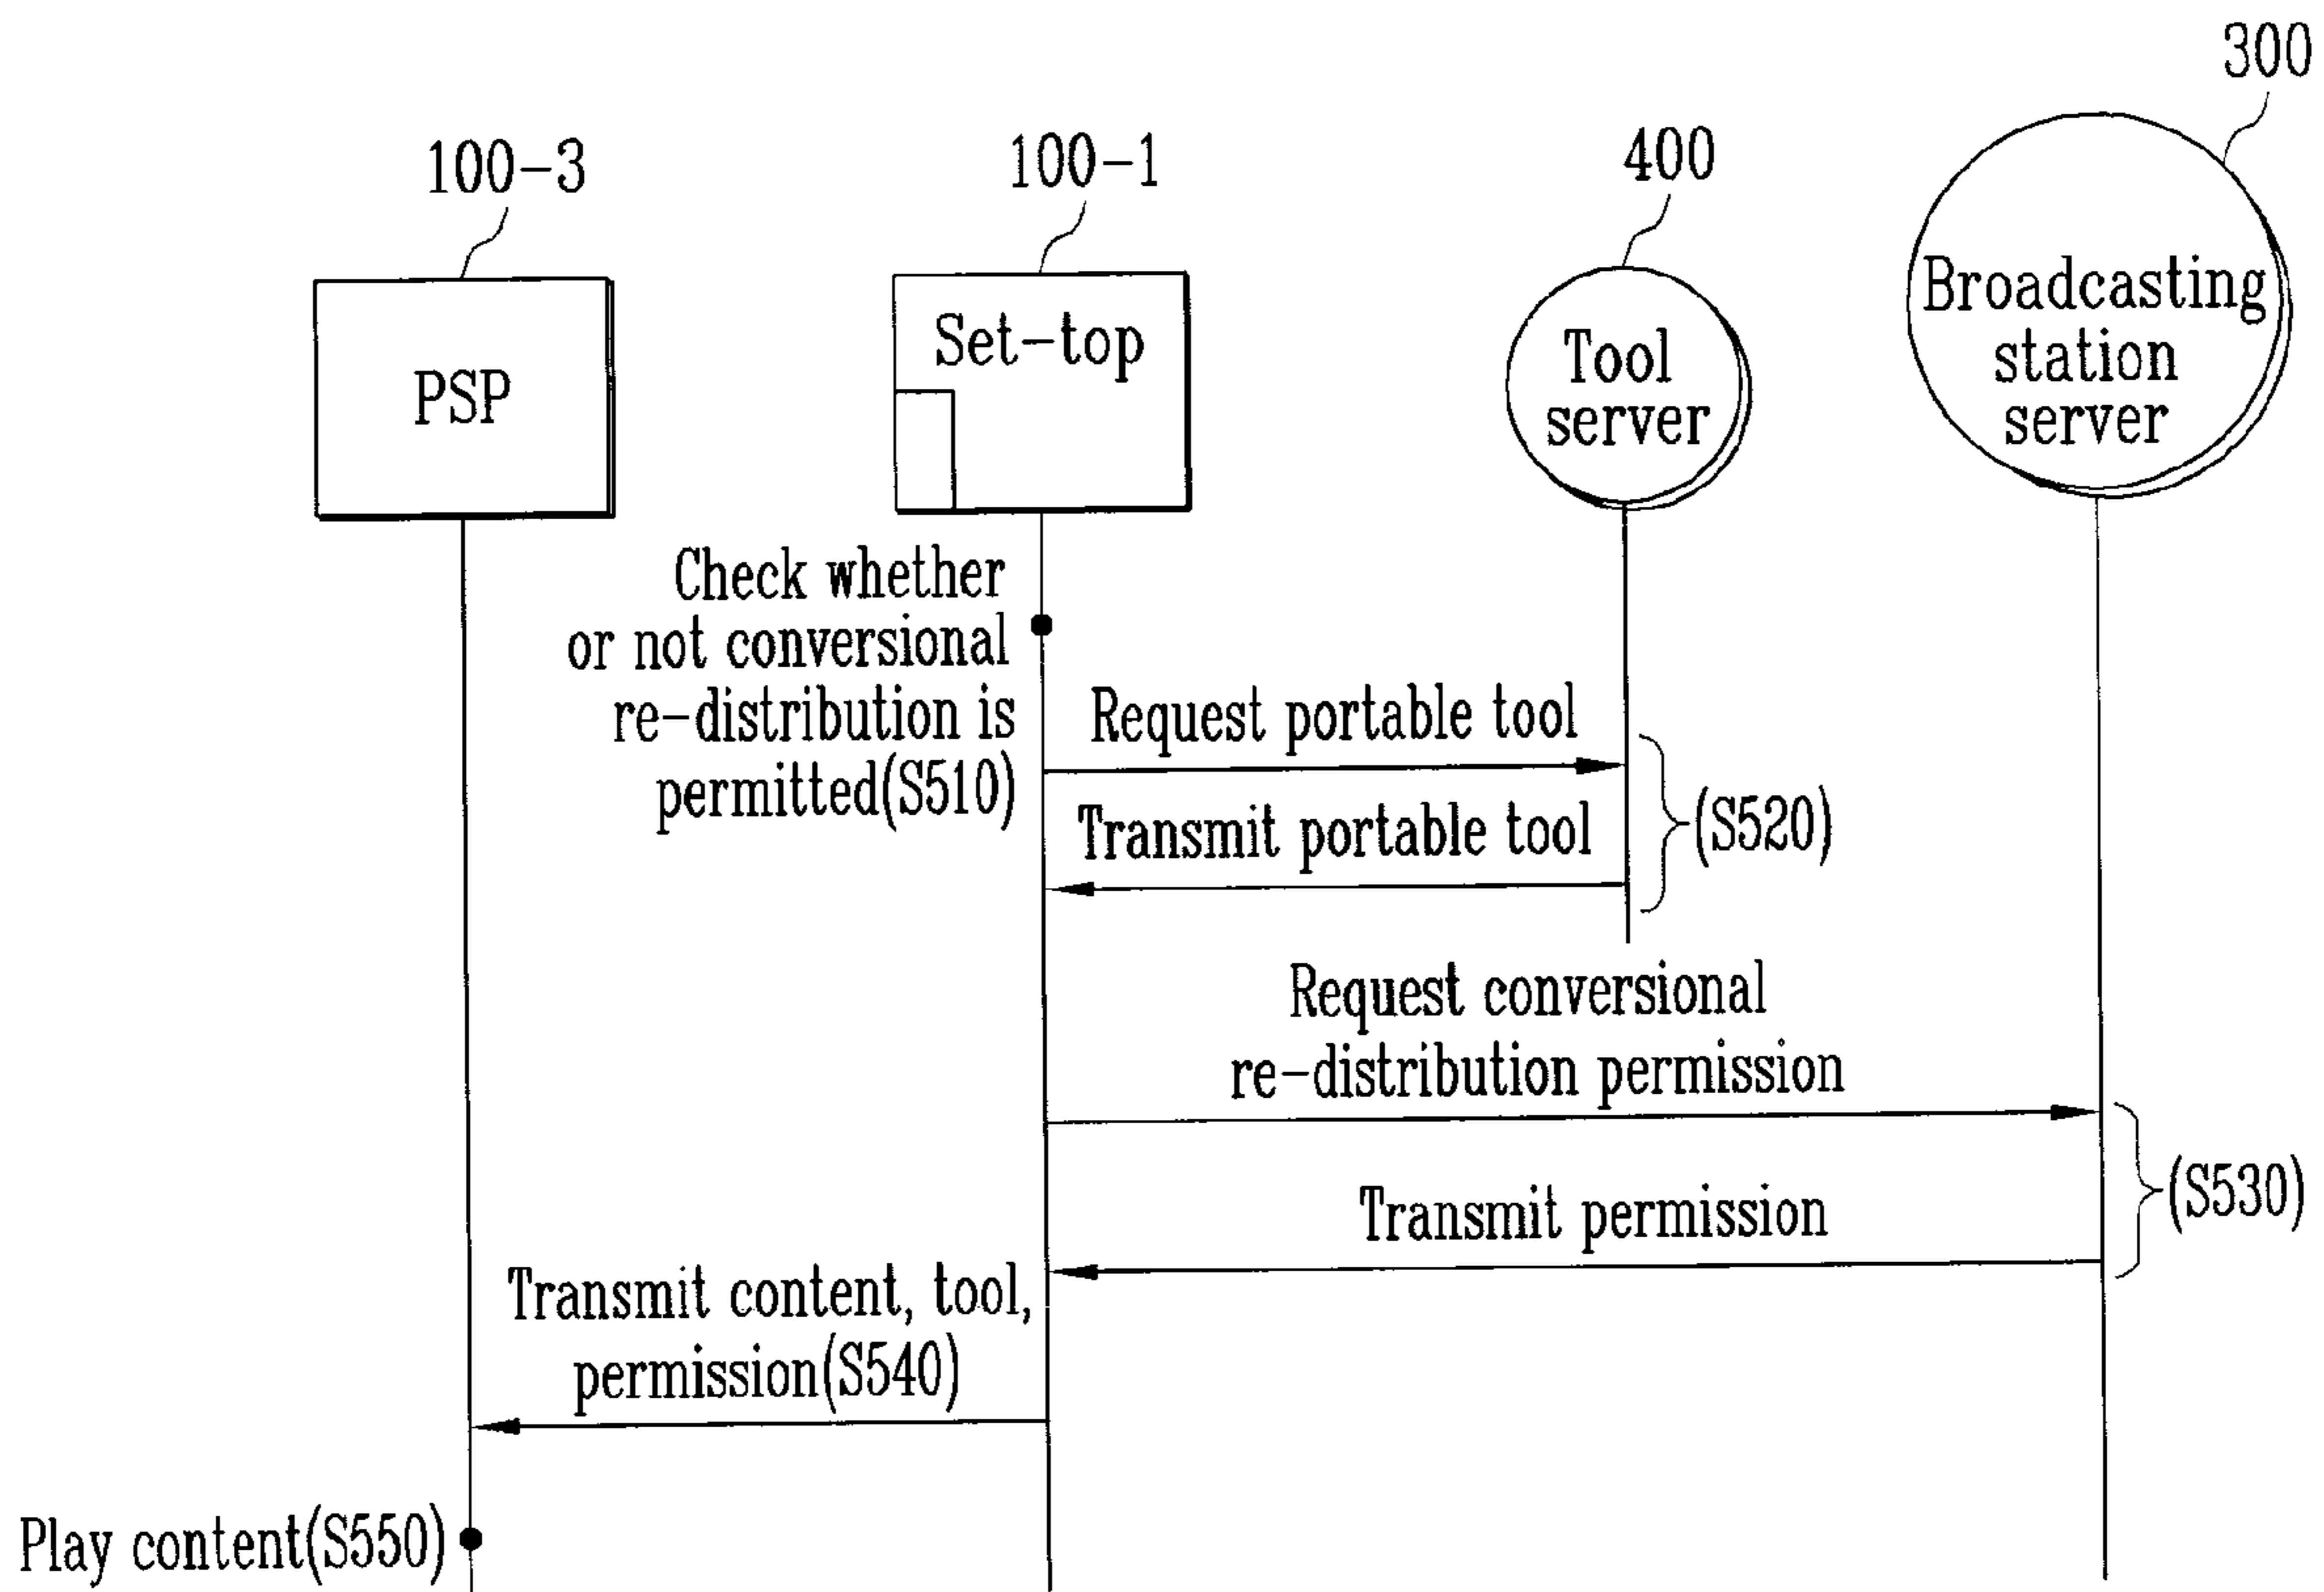 300
100-3
100-1
400
PSP
Set-top
Tool
server
Broadcasting
station
server
Check whether
or not conversional
re-distribution is
permitted(S510)
Request portable tool
Transmit portable tool
(S520)
Request conversional
re-distribution permission
Transmit permission
(S530)
Transmit content, tool,
permission(S540)
Play content(S550)